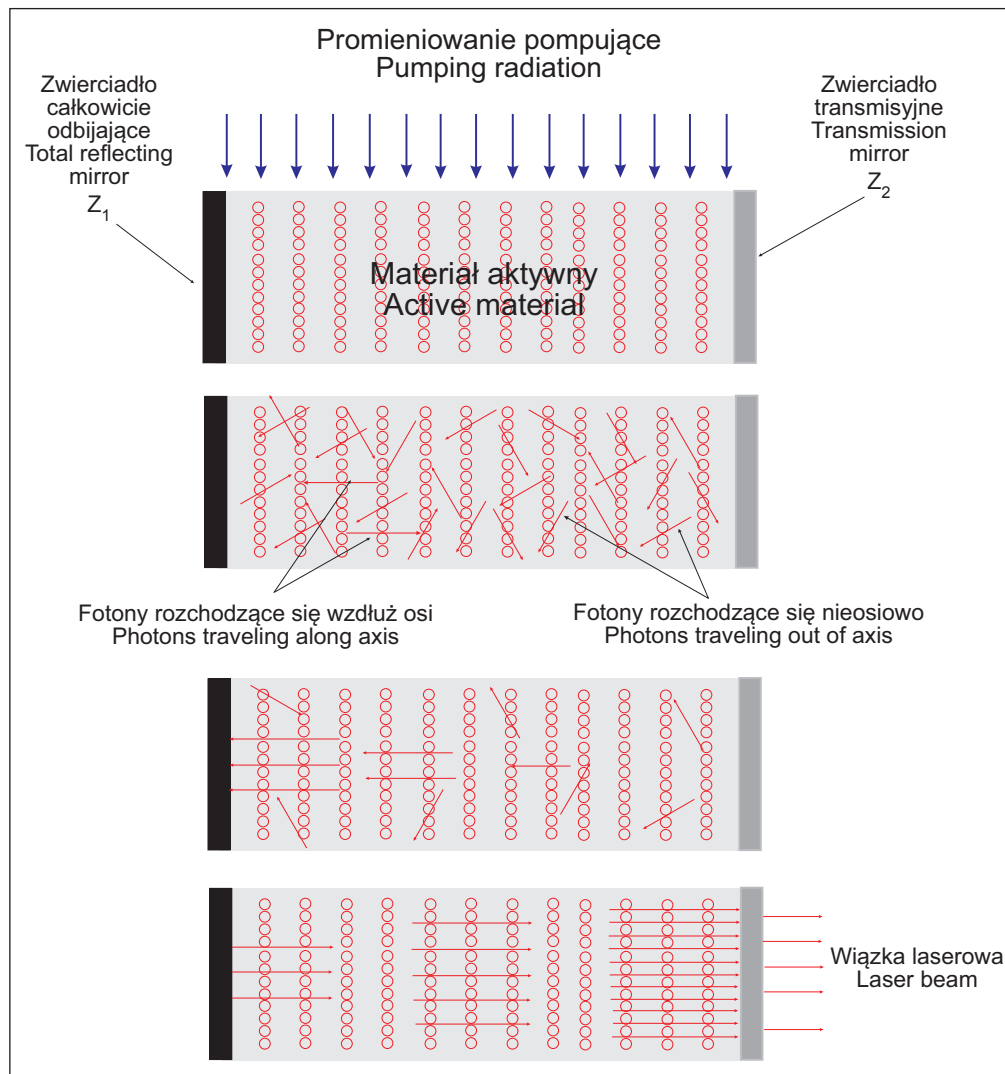 Promieniowanie pompujące
Pumping radiation
Zwierciadło
całkowicie
odbijające
Total reflecting
mirror
Z1
Zwierciadło
transmisyjne
Transmission
mirror
Z2
Materiał aktywny
Active material
Fotony rozchodzące się wzdłuż osi
Photons traveling along axis
Fotony rozchodzące się nieosiowo
Photons traveling out of axis
Wiązka laserowa
Laser beam